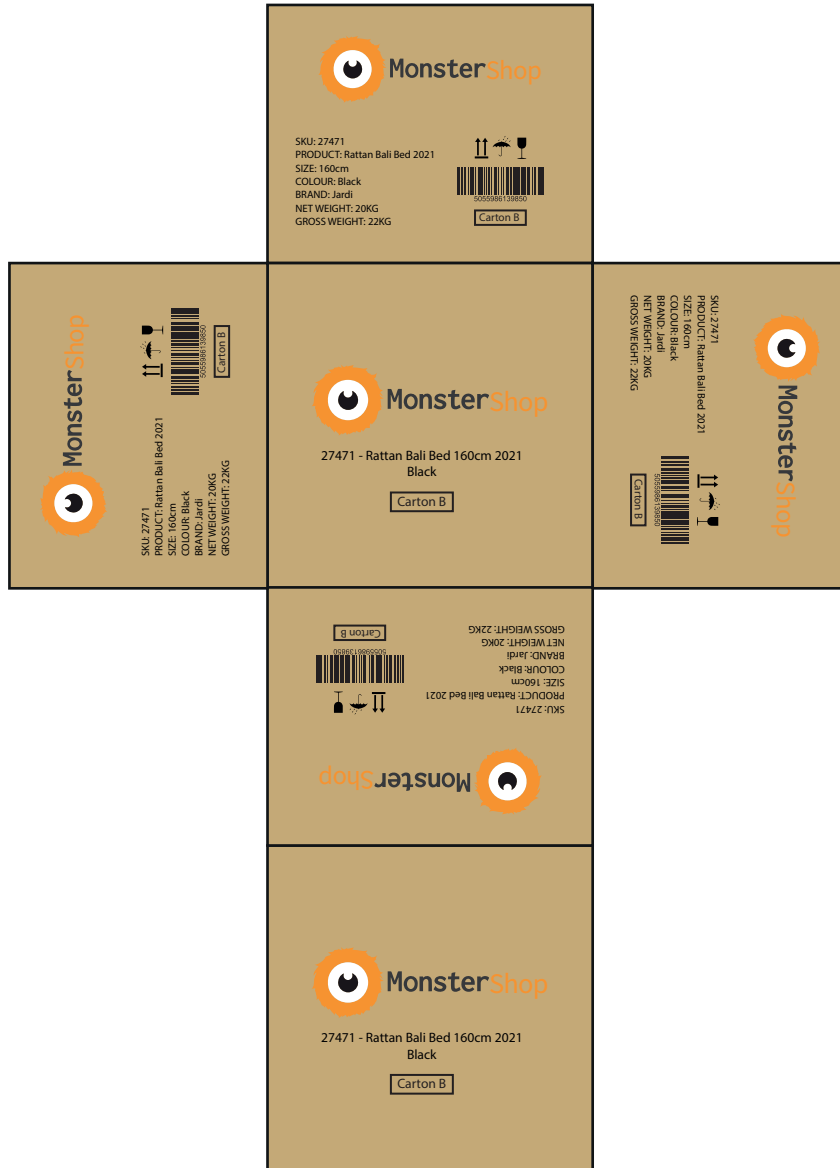 MonsterShop
SKU: 27471
PRODUCT: Rattan Bali Bed 2021
SIZE: 160cm
COLOUR: Black
BRAND: Jardi
NET WEIGHT: 20KG
GROSS WEIGHT: 22KG
5055986139850
Carton B
MonsterShop
SKU: 27471
PRODUCT: Rattan Bali Bed 2021
SIZE: 160cm
COLOUR: Black
BRAND: Jardi
NET WEIGHT: 20KG
GROSS WEIGHT: 22KG
5055986139850
Carton B
MonsterShop
27471 - Rattan Bali Bed 160cm 2021
Black
Carton B
MonsterShop
SKU: 27471
PRODUCT: Rattan Bali Bed 2021
SIZE: 160cm
COLOUR: Black
BRAND: Jardi
NET WEIGHT: 20KG
GROSS WEIGHT: 22KG
5055986139850
Carton B
MonsterShop
SKU: 27471
PRODUCT: Rattan Bali Bed 2021
SIZE: 160cm
COLOUR: Black
BRAND: Jardi
NET WEIGHT: 20KG
GROSS WEIGHT: 22KG
5055986139850
Carton B
MonsterShop
27471 - Rattan Bali Bed 160cm 2021
Black
Carton B